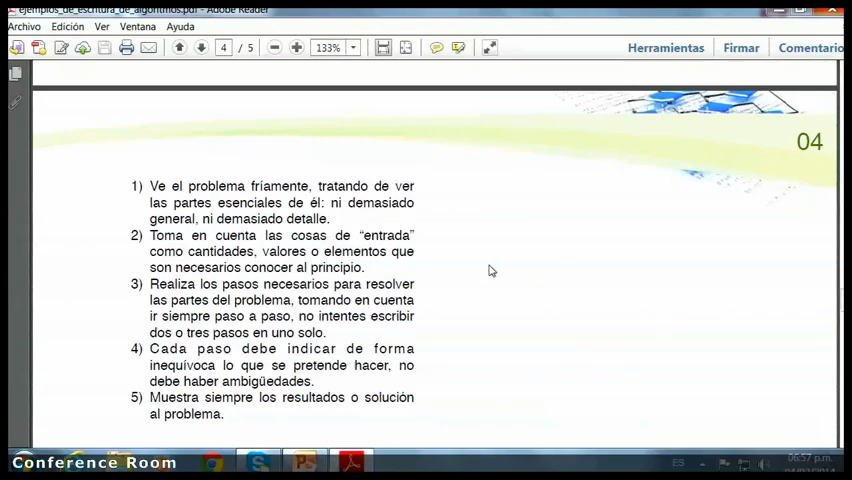 ejemplos_de_escritura_de_algoritmos.pdf - Adobe Reader
Archivo Edición Ver Ventana Ayuda
4 / 5 133% Herramientas Firmar Comentario
04
1) Ve el problema fríamente, tratando de ver
las partes esenciales de él: ni demasiado
general, ni demasiado detalle.
2) Toma en cuenta las cosas de “entrada”
como cantidades, valores o elementos que
son necesarios conocer al principio.
3) Realiza los pasos necesarios para resolver
las partes del problema, tomando en cuenta
ir siempre paso a paso, no intentes escribir
dos o tres pasos en uno solo.
4) Cada paso debe indicar de forma
inequívoca lo que se pretende hacer, no
debe haber ambigüedades.
5) Muestra siempre los resultados o solución
al problema.
Conference Room
ES
06:57 p.m.